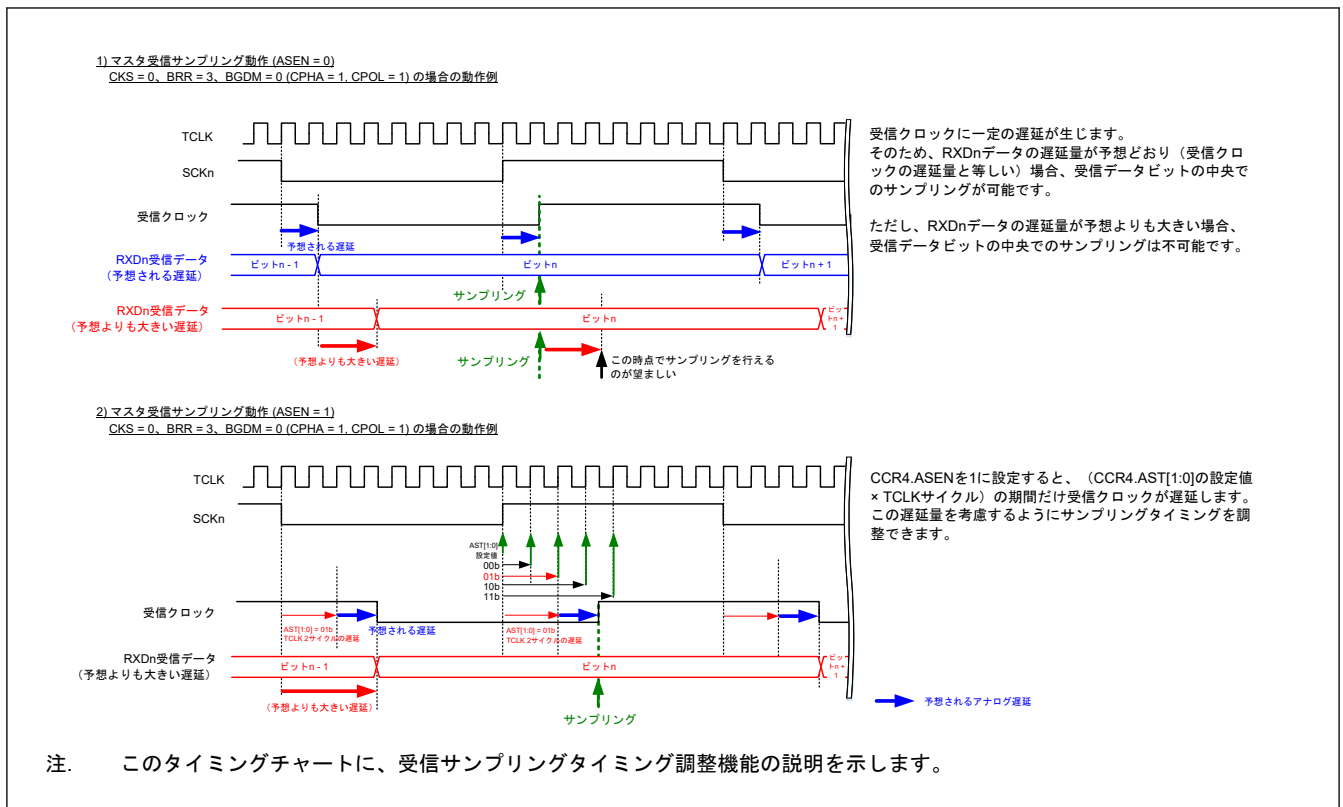 1) マスタ受信サンプリング動作 (ASEN = 0)
CKS = 0、BRR = 3、BGDM = 0 (CPHA = 1, CPOL = 1) の場合の動作例
TCLK
SCKn
受信クロック
予想される遅延
RXDn受信データ
(予想される遅延)
ビットn - 1
ビットn
ビットn + 1
サンプリング
RXDn受信データ
(予想よりも大きい遅延)
ビットn - 1
ビットn
ビッ
トn +
1
(予想よりも大きい遅延)
サンプリング
この時点でサンプリングを行える
のが望ましい
受信クロックに一定の遅延が生じます。
そのため、RXDnデータの遅延量が予想どおり(受信クロ
ックの遅延量と等しい)場合、受信データビットの中央で
のサンプリングが可能です。
ただし、RXDnデータの遅延量が予想よりも大きい場合、
受信データビットの中央でのサンプリングは不可能です。
2) マスタ受信サンプリング動作 (ASEN = 1)
CKS = 0、BRR = 3、BGDM = 0 (CPHA = 1, CPOL = 1) の場合の動作例
TCLK
SCKn
AST[1:0]
設定値
00b
01b
10b
11b
受信クロック
AST[1:0] = 01b
TCLK 2サイクルの遅延
予想される遅延
AST[1:0] = 01b
TCLK 2サイクルの遅延
RXDn受信データ
(予想よりも大きい遅延)
ビットn - 1
ビットn
ビッ
トn +
1
(予想よりも大きい遅延)
サンプリング
CCR4.ASENを1に設定すると、(CCR4.AST[1:0]の設定値
× TCLKサイクル)の期間だけ受信クロックが遅延します。
この遅延量を考慮するようにサンプリングタイミングを調
整できます。
予想されるアナログ遅延
注. このタイミングチャートに、受信サンプリングタイミング調整機能の説明を示します。